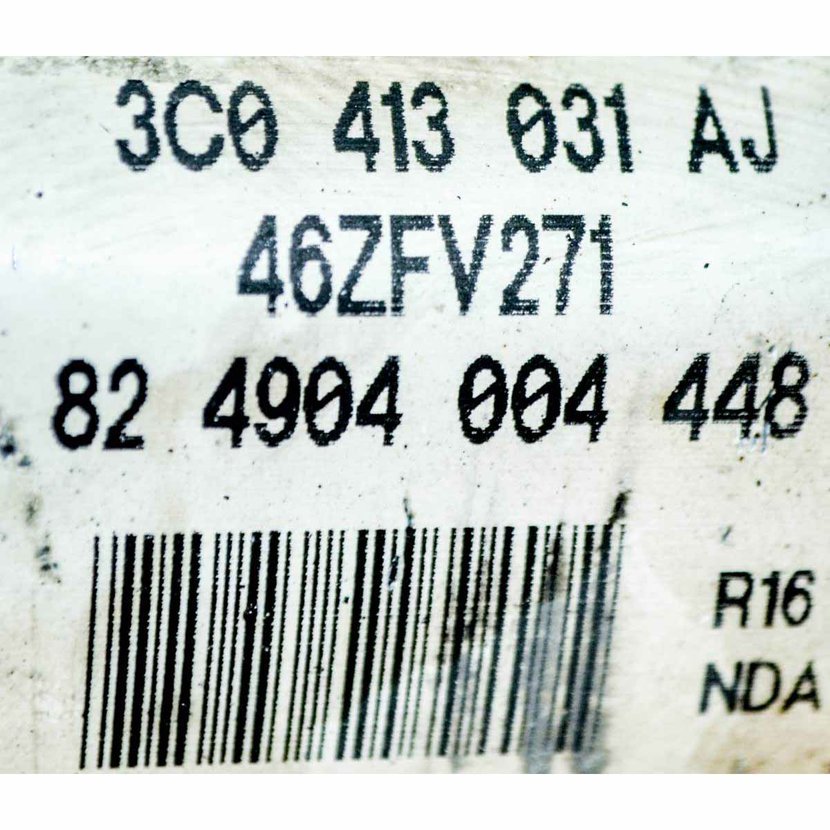 3C0 413 031 AJ
46ZFV271
82 4904 004 448
R16
NDA